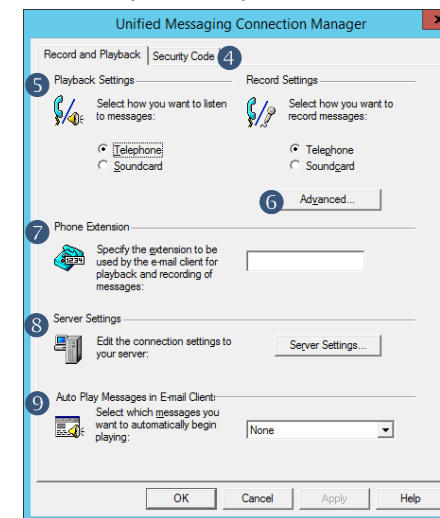 Unified Messaging Connection Manager
Record and Playback Security Code 4
5 Playback Settings Record Settings
Select how you want to listen
to messages:
Select how you want to
record messages:
Telephone
Soundcard
Telephone
Soundcard
6 Advanced...
7 Phone Extension
1234
Specify the extension to be
used by the e-mail client for
playback and recording of
messages:
8 Server Settings
Edit the connection settings to
your server:
Server Settings...
9 Auto Play Messages in E-mail Client:
Select which messages you
want to automatically begin
playing:
None
OK Cancel Apply Help